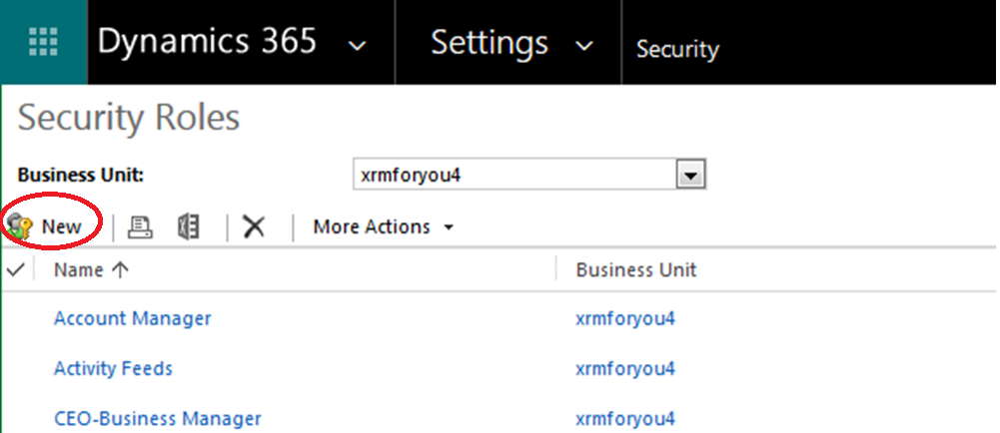 Dynamics 365 Settings Security
Security Roles
Business Unit: xrmforyou4
New More Actions
Name Business Unit
Account Manager xrmforyou4
Activity Feeds xrmforyou4
CEO-Business Manager xrmforyou4